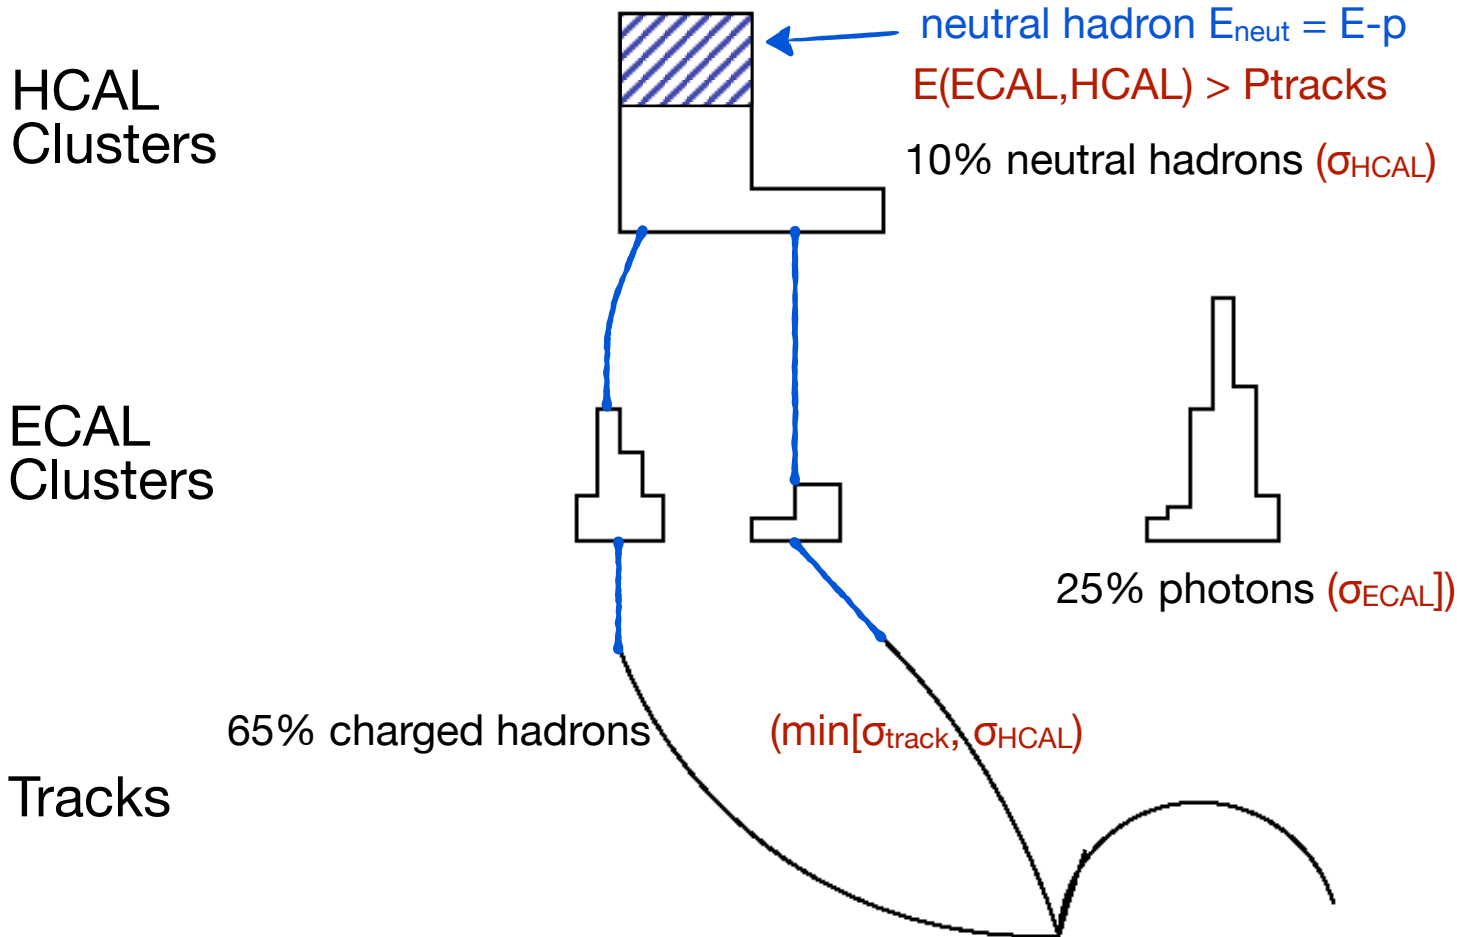 neutral hadron Eneut = E-p
HCAL
Clusters
E(ECAL,HCAL) > Ptracks
10% neutral hadrons (σHCAL)
ECAL
Clusters
25% photons (σECAL])
65% charged hadrons (min[σtrack, σHCAL)
Tracks